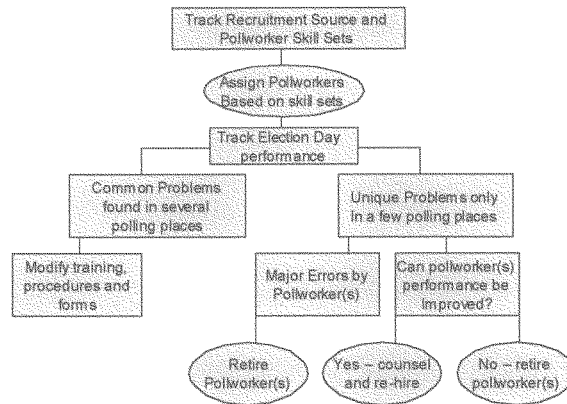 Track Recruitment Source and
Pollworker Skill Sets
Assign Pollworkers
Based on skill sets
Track Election Day
performance
Common Problems
found in several
polling places
Unique Problems only
in a few polling places
Modify training,
procedures and
forms
Major Errors by
Pollworker(s)
Can pollworker(s)
performance be
improved?
Retire
Pollworker(s)
Yes – counsel
and re-hire
No – retire
pollworker(s)